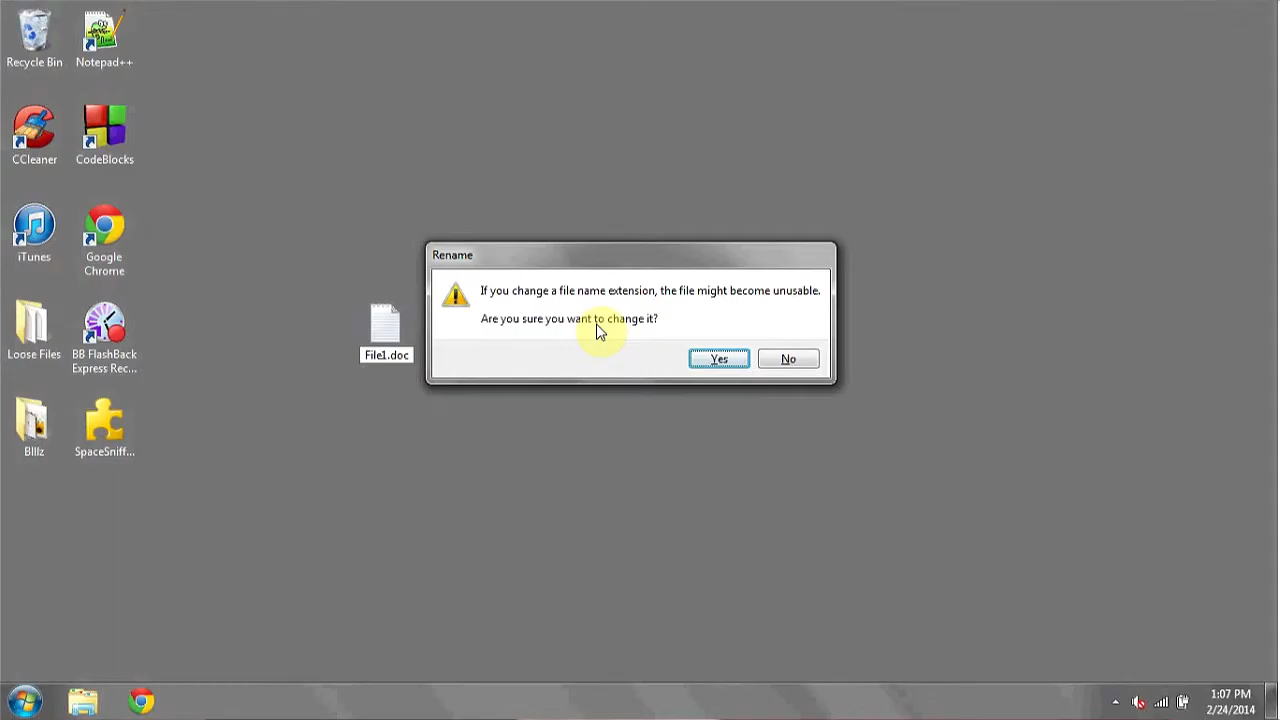 Recycle Bin
Notepad++
CCleaner
CodeBlocks
iTunes
Google
Chrome
Loose Files
BB FlashBack
Express Rec...
Blllz
SpaceSniff...
File1.doc
Rename
If you change a file name extension, the file might become unusable.
Are you sure you want to change it?
Yes
No
1:07 PM
2/24/2014